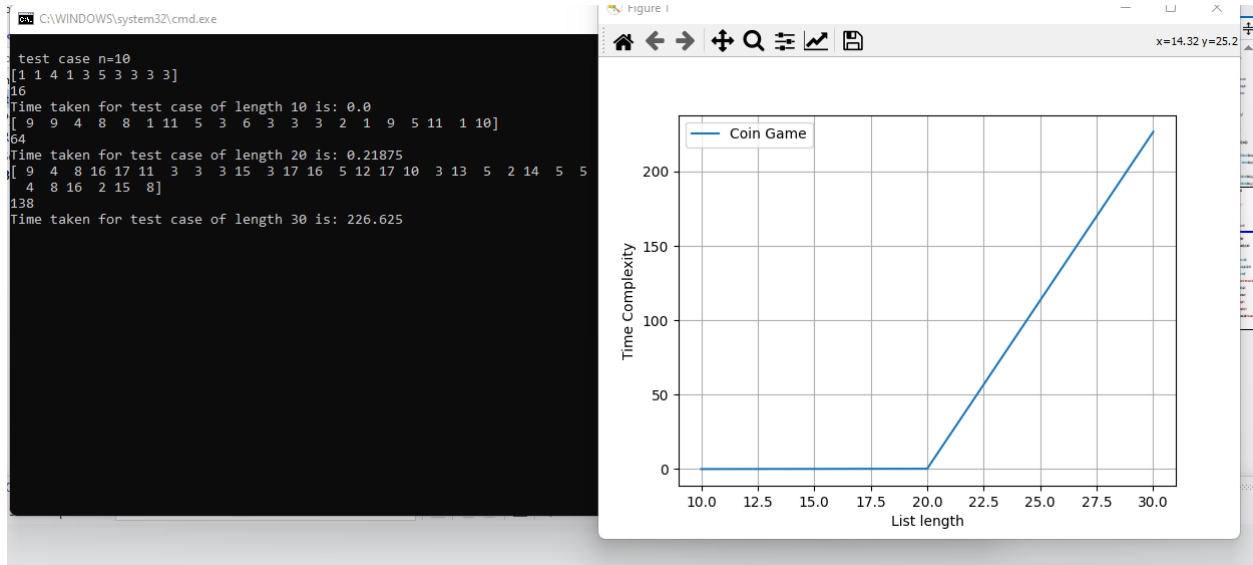 C:\WINDOWS\system32\cmd.exe
test case n=10
[1 1 4 1 3 5 3 3 3 3]
16
Time taken for test case of length 10 is: 0.0
[ 9  9  4  8  8  1 11  5  3  6  3  3  3  2  1  9  5 11  1 10]
64
Time taken for test case of length 20 is: 0.21875
[ 9  4  8 16 17 11  3  3  3 15  3 17 16  5 12 17 10  3 13  5  2 14  5  5
  4  8 16  2 15  8]
138
Time taken for test case of length 30 is: 226.625
Figure 1
x=14.32 y=25.2
Coin Game
200
150
100
50
0
Time Complexity
10.0 12.5 15.0 17.5 20.0 22.5 25.0 27.5 30.0
List length